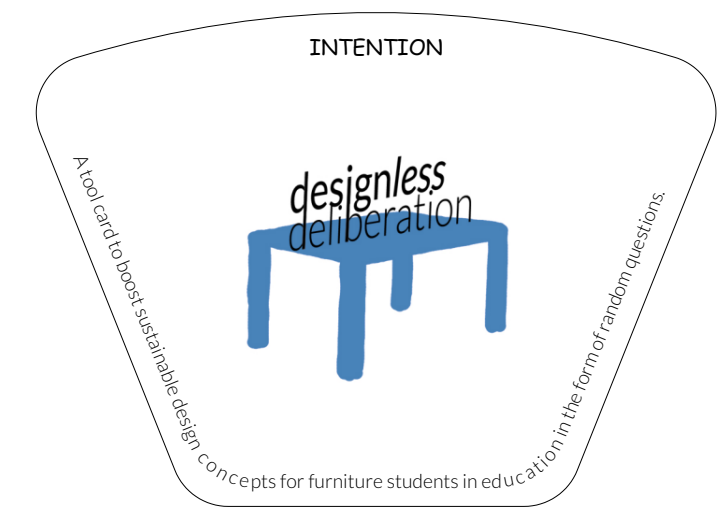 INTENTION
designless
deliberation
A tool card to boost sustainable design concepts for furniture students in education in the form of random questions.